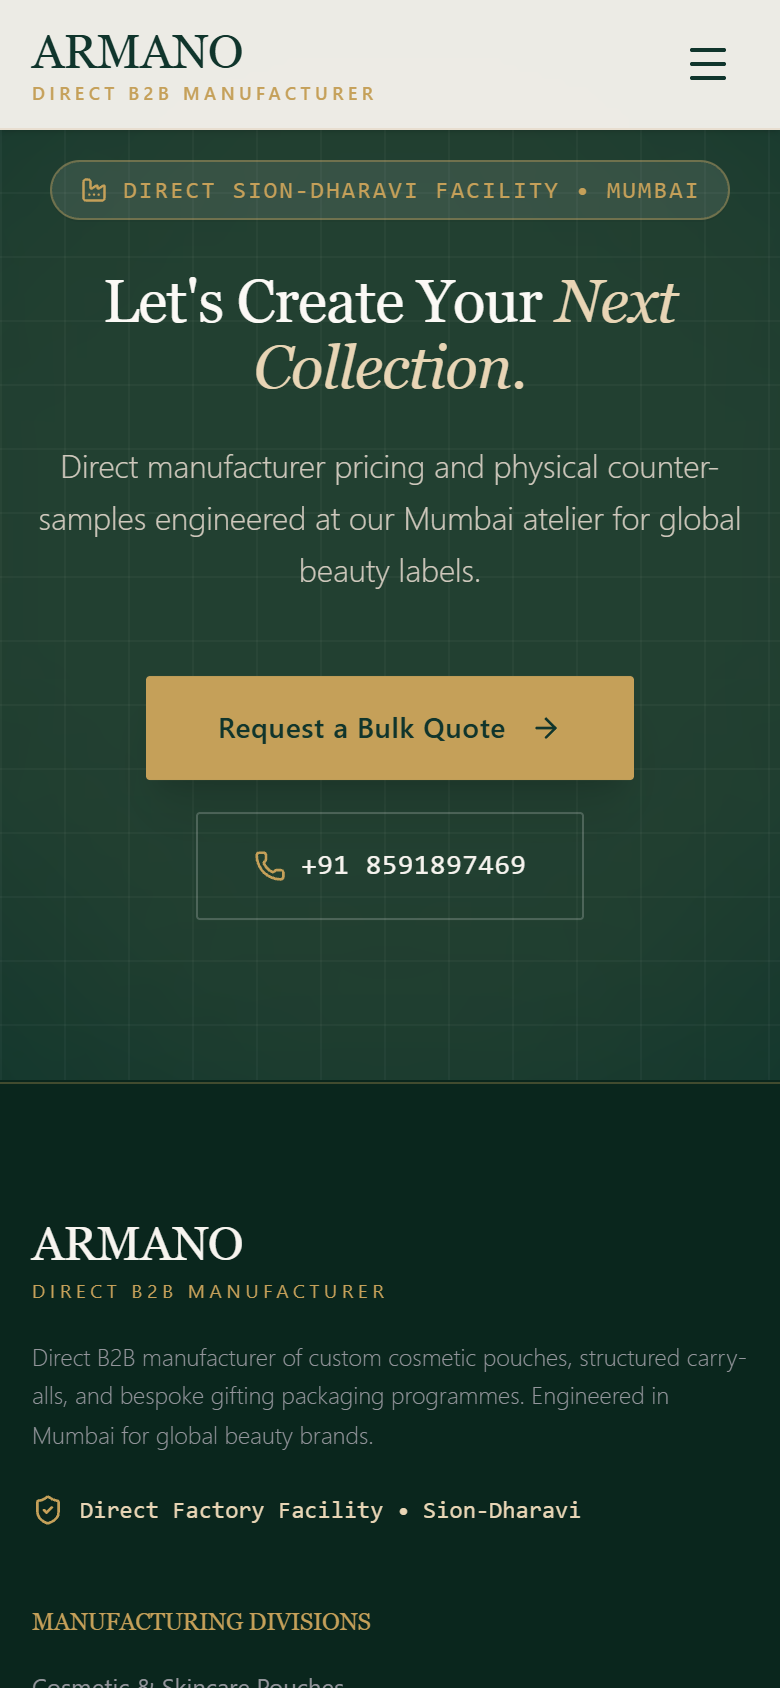 ARMANO
DIRECT B2B MANUFACTURER
DIRECT SION-DHARAVI FACILITY • MUMBAI
Let's Create Your Next
Collection.
Direct manufacturer pricing and physical counter-
samples engineered at our Mumbai atelier for global
beauty labels.
Request a Bulk Quote →
+91 8591897469
ARMANO
DIRECT B2B MANUFACTURER
Direct B2B manufacturer of custom cosmetic pouches, structured carry-
alls, and bespoke gifting packaging programmes. Engineered in
Mumbai for global beauty brands.
Direct Factory Facility • Sion-Dharavi
MANUFACTURING DIVISIONS
Cosmetic & Skincare Pouches